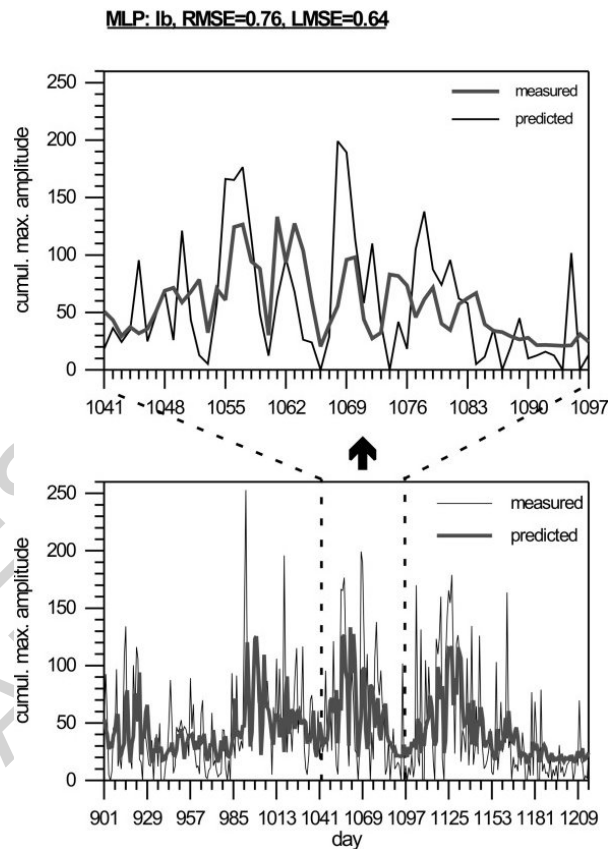 MLP: Ib, RMSE=0.76, LMSE=0.64
250
200
150
100
50
0
cumul. max. amplitude
measured
predicted
1041 1048 1055 1062 1069 1076 1083 1090 1097
250
200
150
100
50
0
cumul. max. amplitude
measured
predicted
901 929 957 985 1013 1041 1069 1097 1125 1153 1181 1209
day